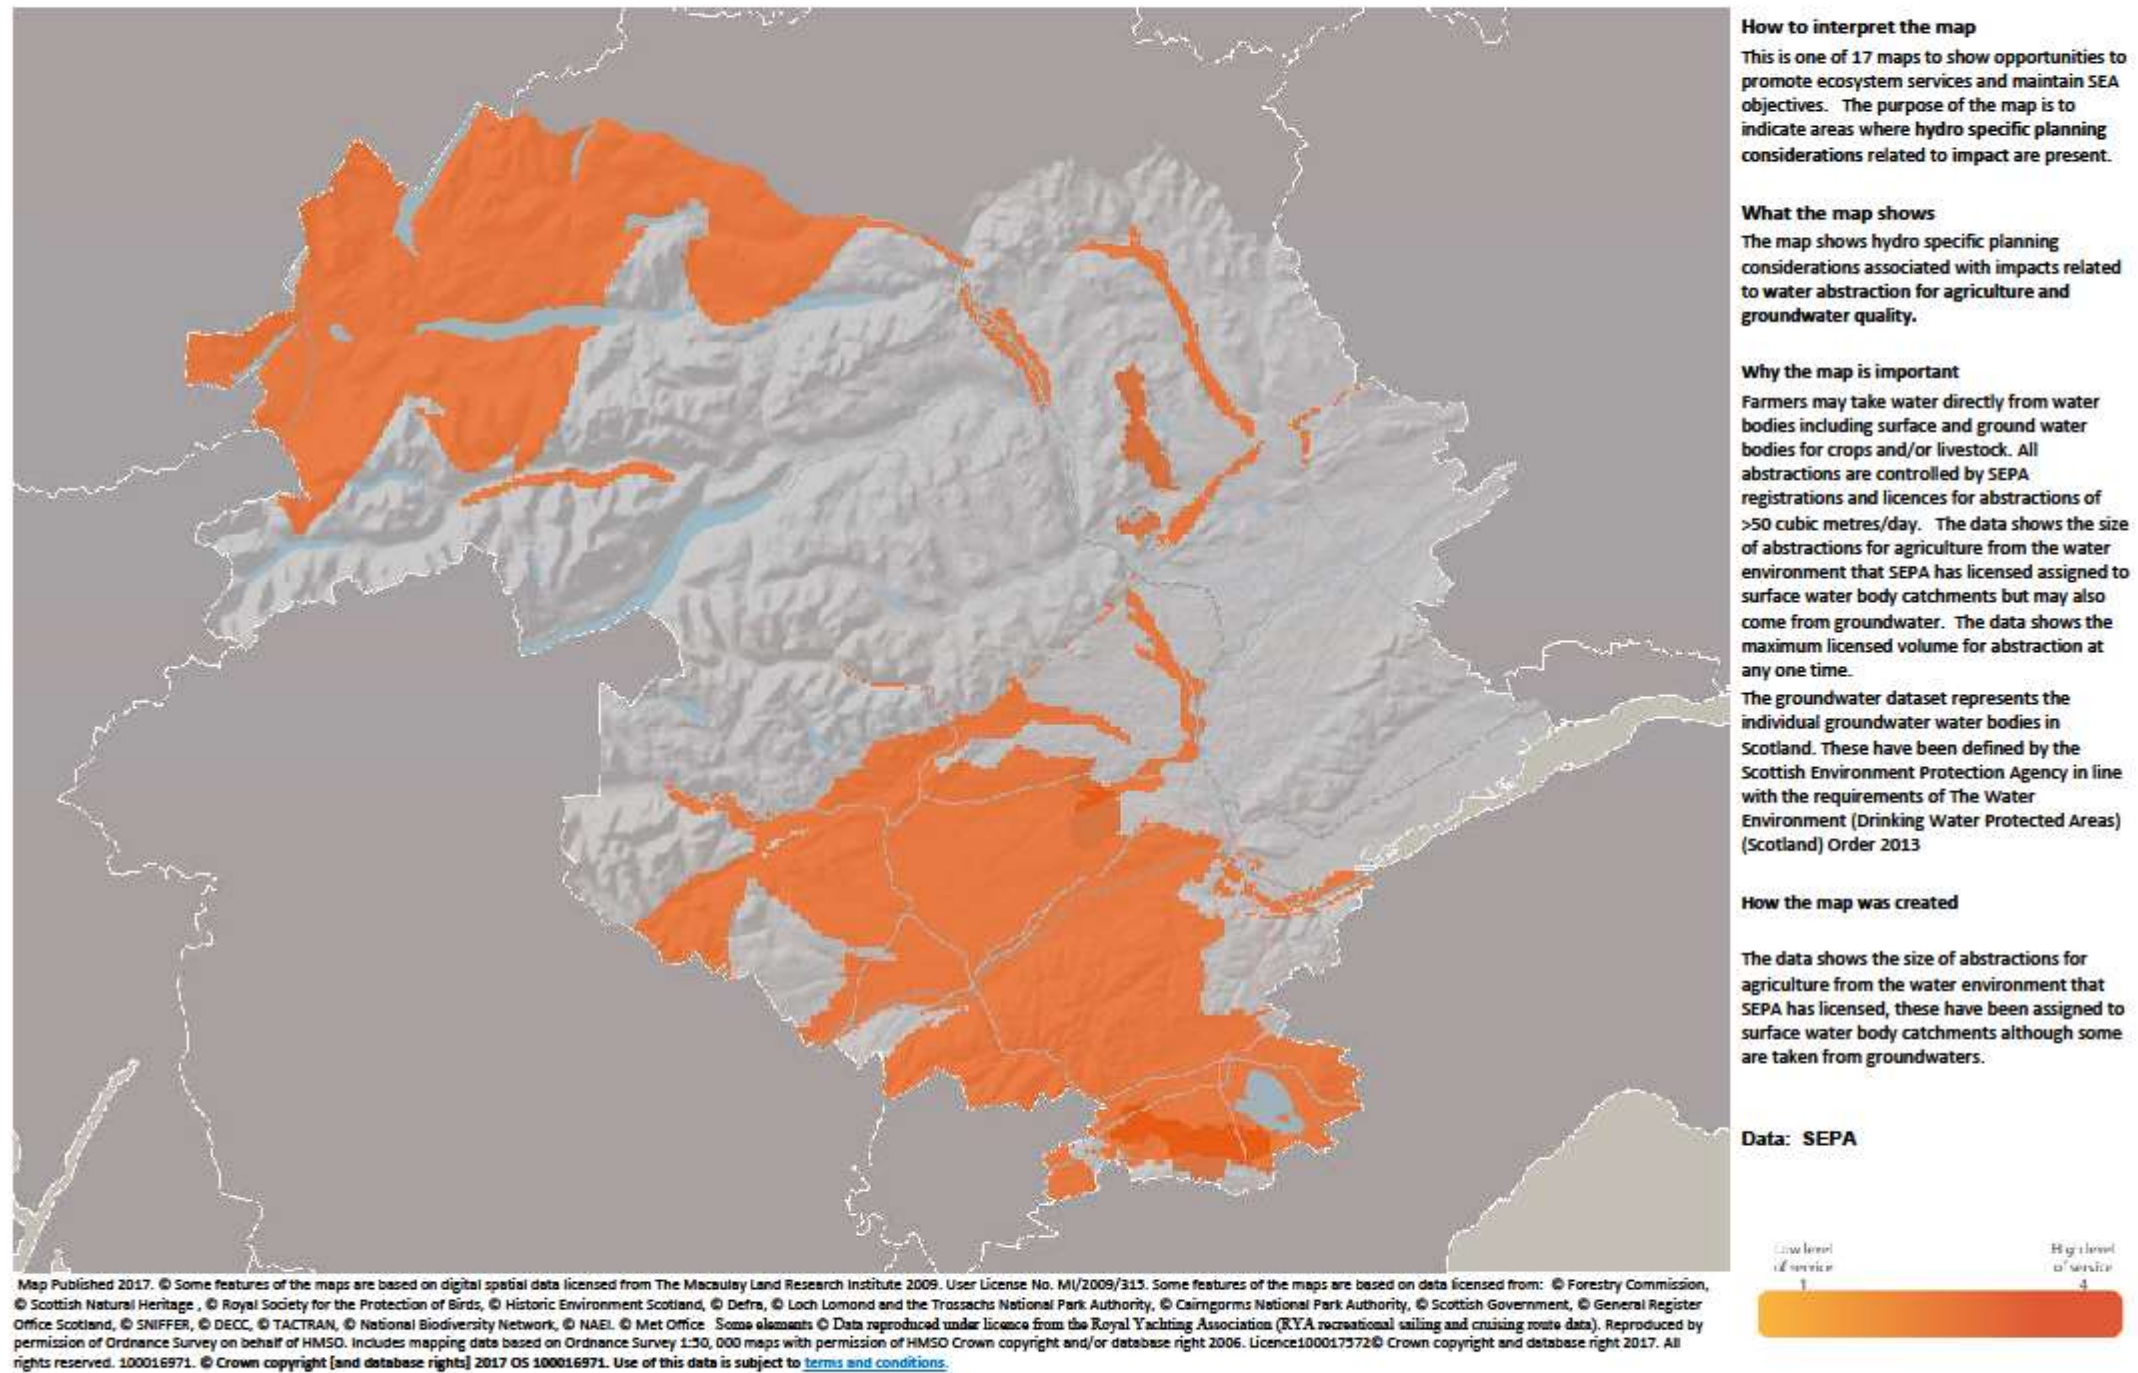 How to interpret the map
This is one of 17 maps to show opportunities to
promote ecosystem services and maintain SEA
objectives. The purpose of the map is to
indicate areas where hydro specific planning
considerations related to impact are present.
What the map shows
The map shows hydro specific planning
considerations associated with impacts related
to water abstraction for agriculture and
groundwater quality.
Why the map is important
Farmers may take water directly from water
bodies including surface and ground water
bodies for crops and/or livestock. All
abstractions are controlled by SEPA
registrations and licences for abstractions of
>50 cubic metres/day. The data shows the size
of abstractions for agriculture from the water
environment that SEPA has licensed assigned to
surface water body catchments but may also
come from groundwater. The data shows the
maximum licensed volume for abstraction at
any one time.
The groundwater dataset represents the
individual groundwater water bodies in
Scotland. These have been defined by the
Scottish Environment Protection Agency in line
with the requirements of The Water
Environment (Drinking Water Protected Areas)
(Scotland) Order 2013
How the map was created
The data shows the size of abstractions for
agriculture from the water environment that
SEPA has licensed, these have been assigned to
surface water body catchments although some
are taken from groundwaters.
Data: SEPA
Low level
of service
1
High level
of service
4
Map Published 2017. © Some features of the maps are based on digital spatial data licensed from The Macaulay Land Research Institute 2009. User License No. MI/2009/315. Some features of the maps are based on data licensed from: © Forestry Commission,
© Scottish Natural Heritage , © Royal Society for the Protection of Birds, © Historic Environment Scotland, © Defra, © Loch Lomond and the Trossachs National Park Authority, © Cairngorms National Park Authority, © Scottish Government, © General Register
Office Scotland, © SNIFFER, © DECC, © TACTRAN, © National Biodiversity Network, © NAEI. © Met Office Some elements © Data reproduced under licence from the Royal Yachting Association (RYA recreational sailing and cruising route data). Reproduced by
permission of Ordnance Survey on behalf of HMSO. Includes mapping data based on Ordnance Survey 1:50, 000 maps with permission of HMSO Crown copyright and/or database right 2006. Licence100017572© Crown copyright and database right 2017. All
rights reserved. 100016971. © Crown copyright [and database rights] 2017 OS 100016971. Use of this data is subject to terms and conditions.